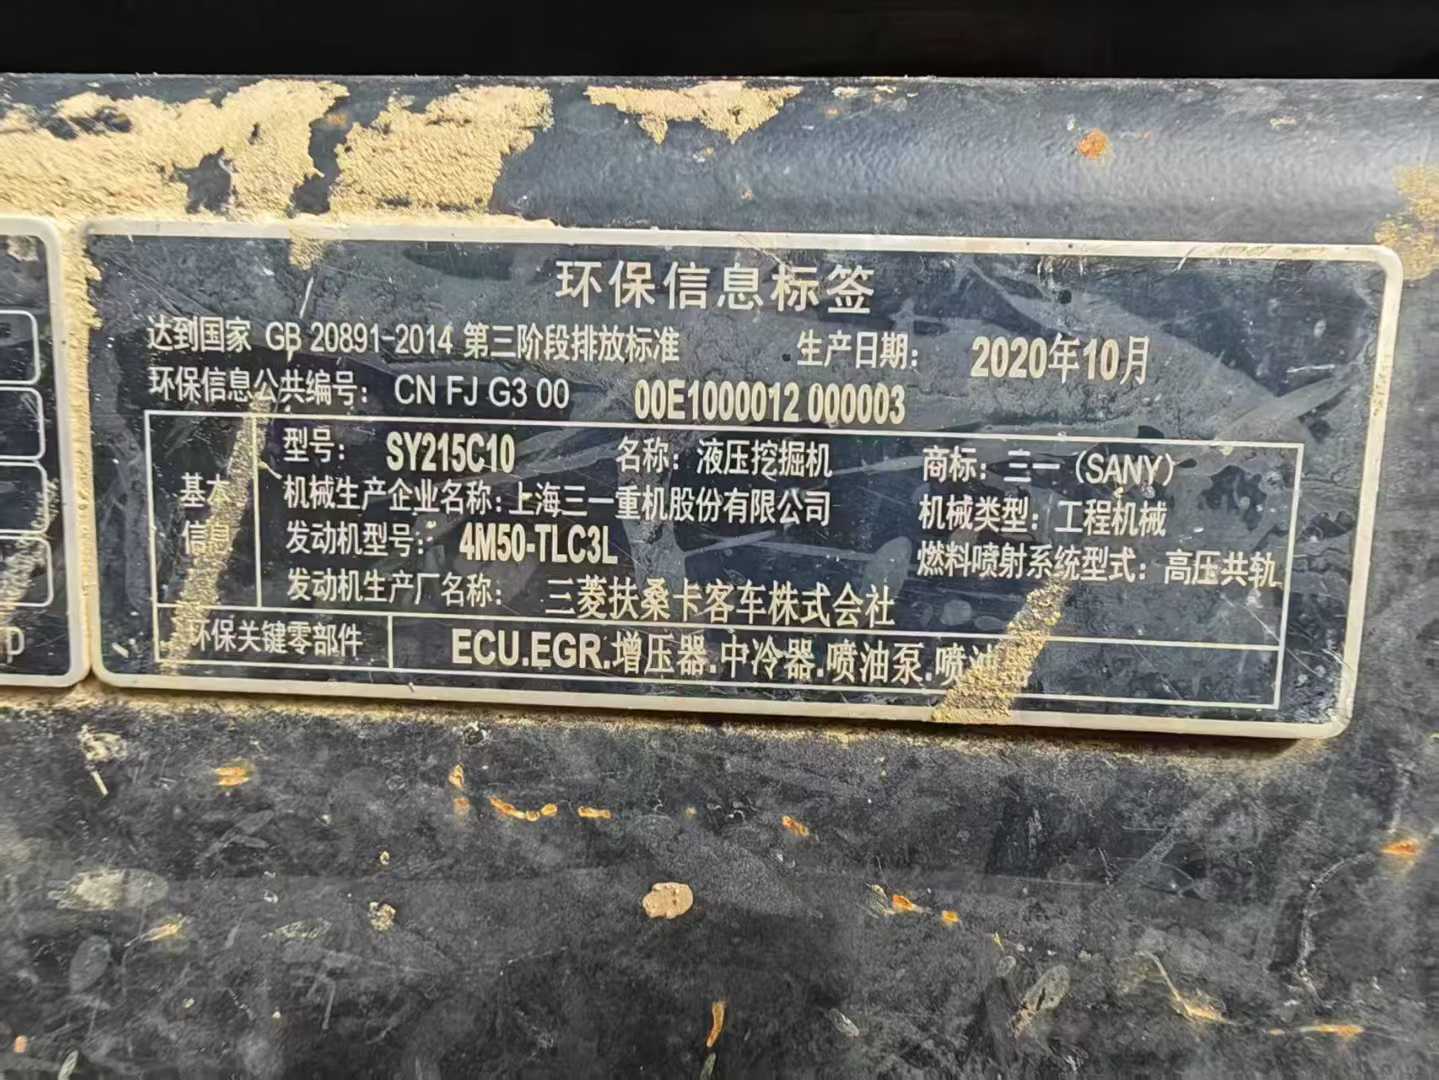 环保信息标签
达到国家 GB 20891-2014 第三阶段排放标准 生产日期: 2020年10月
环保信息公共编号: CN FJ G3 00 00E1000012 000003
基本信息
型号: SY215C10 名称: 液压挖掘机 商标: 三一 (SANY)
机械生产企业名称: 上海三一重机股份有限公司 机械类型: 工程机械
发动机型号: 4M50-TLC3L 燃料喷射系统型式: 高压共轨
发动机生产厂名称: 三菱扶桑卡客车株式会社
环保关键零部件 ECU.EGR.增压器.中冷器.喷油泵.喷油